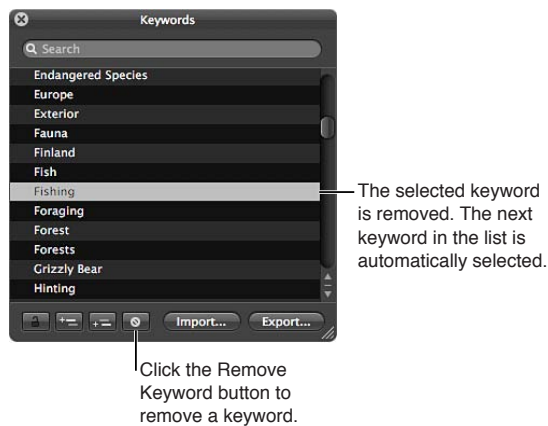 Keywords
Search
Endangered Species
Europe
Exterior
Fauna
Finland
Fish
Fishing
Foraging
Forest
Forests
Grizzly Bear
Hinting
Import...
Export...
The selected keyword
is removed. The next
keyword in the list is
automatically selected.
Click the Remove
Keyword button to
remove a keyword.